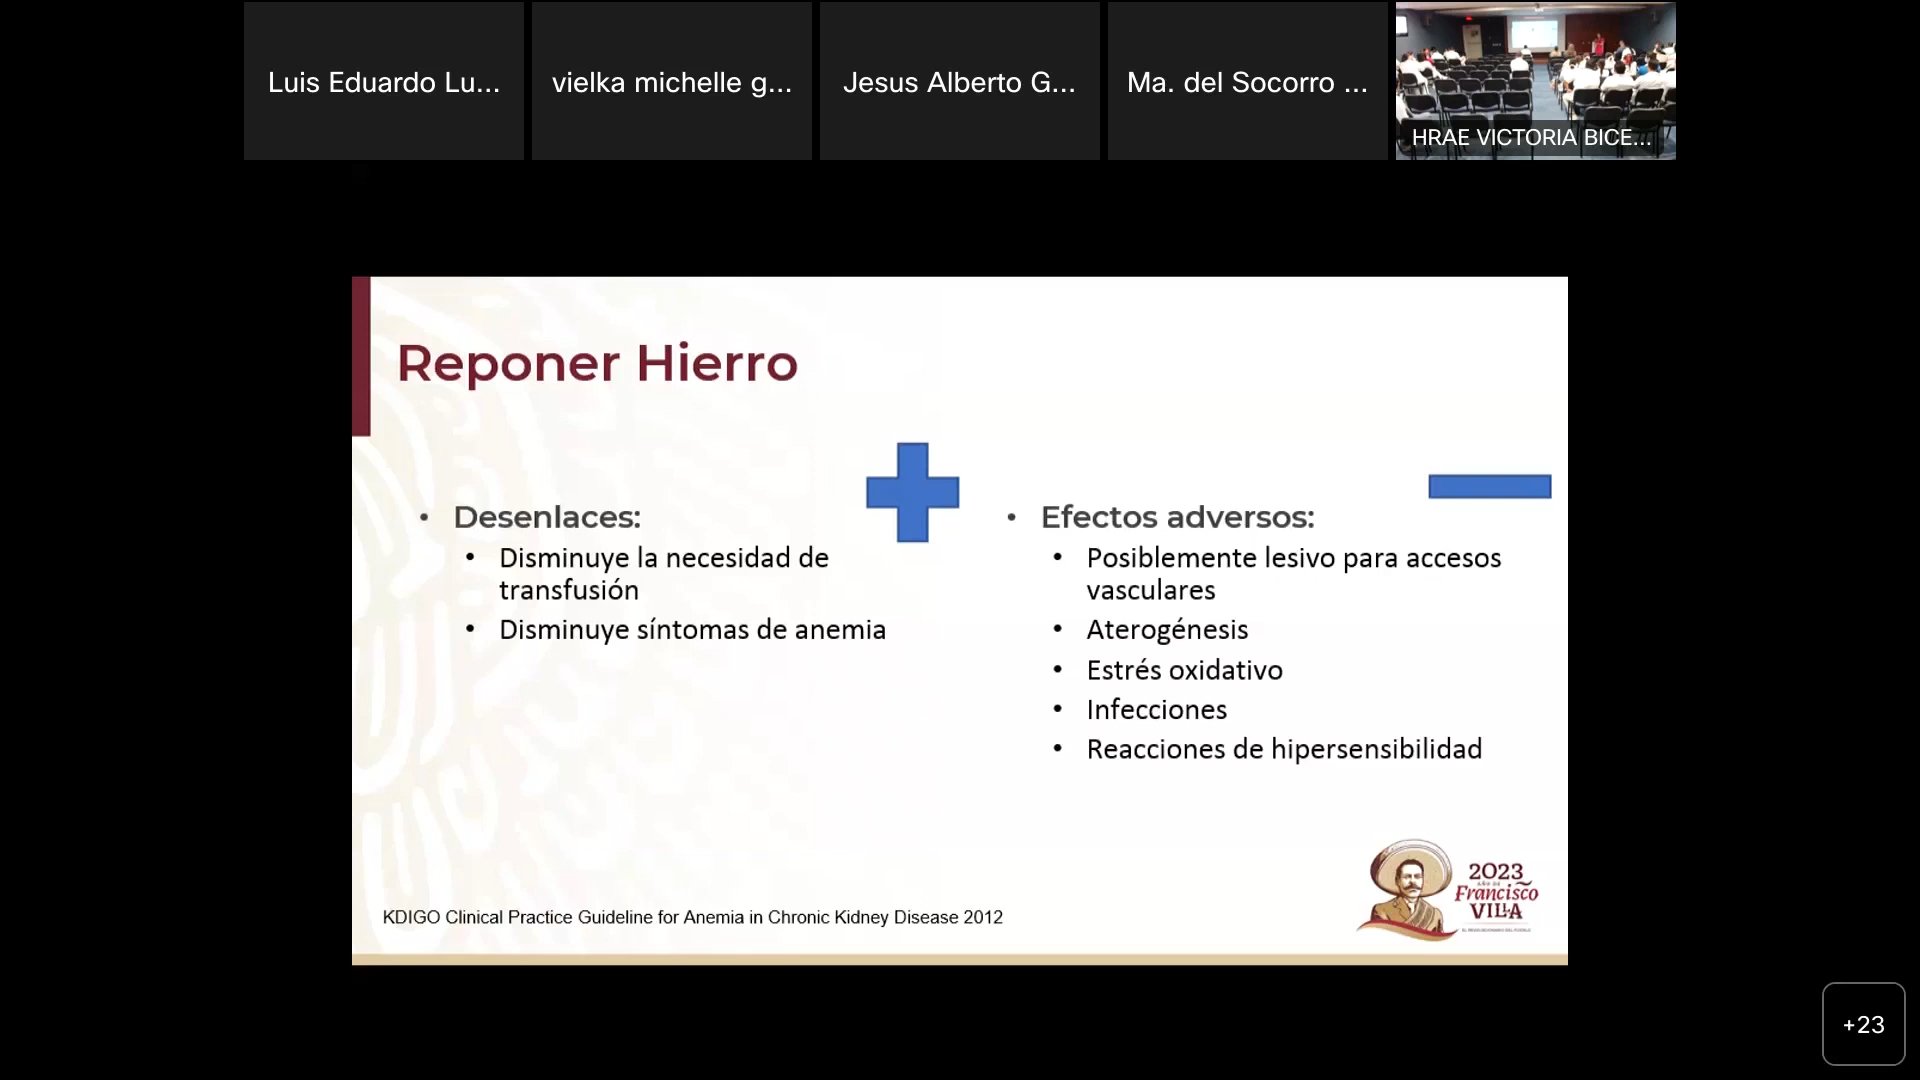 Luis Eduardo Lu...
vielka michelle g...
Jesus Alberto G...
Ma. del Socorro ...
HRAE VICTORIA BICE...
Reponer Hierro
• Desenlaces:
• Disminuye la necesidad de
transfusión
• Disminuye síntomas de anemia
• Efectos adversos:
• Posiblemente lesivo para accesos
vasculares
• Aterogénesis
• Estrés oxidativo
• Infecciones
• Reacciones de hipersensibilidad
KDIGO Clinical Practice Guideline for Anemia in Chronic Kidney Disease 2012
2023
AÑO DE
Francisco
VILLA
+23